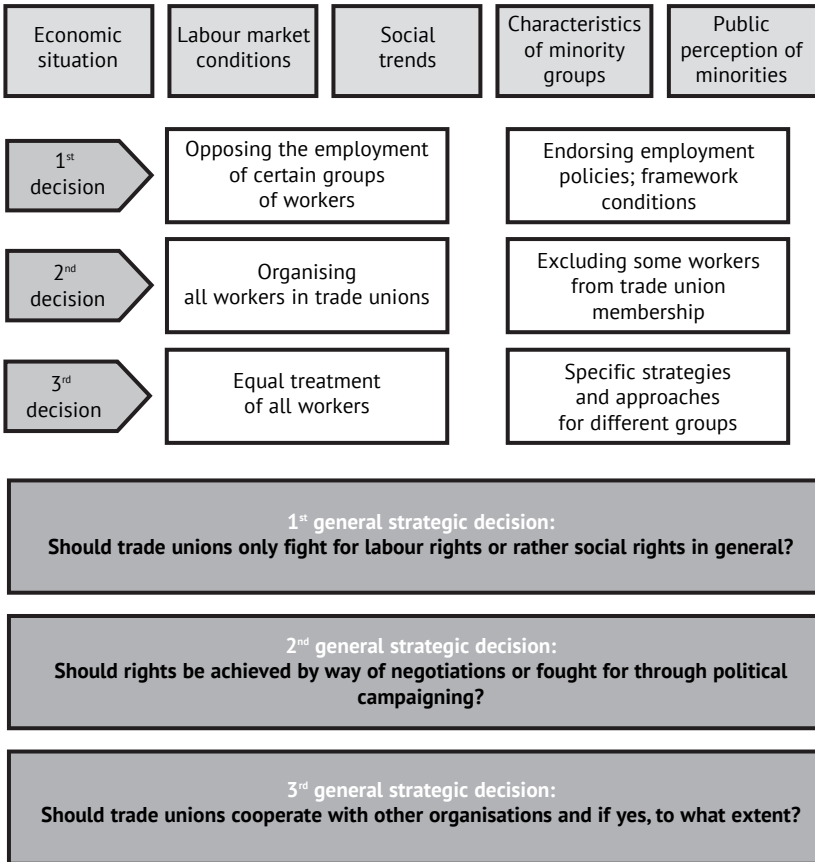 Economic
situation
Labour market
conditions
Social
trends
Characteristics
of minority
groups
Public
perception of
minorities
1st
decision
Opposing the employment
of certain groups
of workers
Endorsing employment
policies; framework
conditions
2nd
decision
Organising
all workers in trade unions
Excluding some workers
from trade union
membership
3rd
decision
Equal treatment
of all workers
Specific strategies
and approaches
for different groups
1st general strategic decision:
Should trade unions only fight for labour rights or rather social rights in general?
2nd general strategic decision:
Should rights be achieved by way of negotiations or fought for through political
campaigning?
3rd general strategic decision:
Should trade unions cooperate with other organisations and if yes, to what extent?